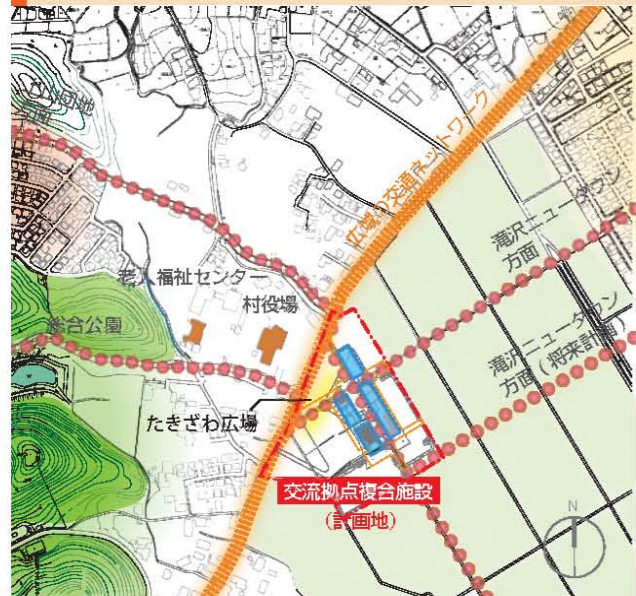 広域の交通ネットワーク
滝沢ニュータウン
方面
老人福祉センター
村役場
総合公園
滝沢ニュータウン
方面(将来計画)
たきざわ広場
交流拠点複合施設
(計画地)
N